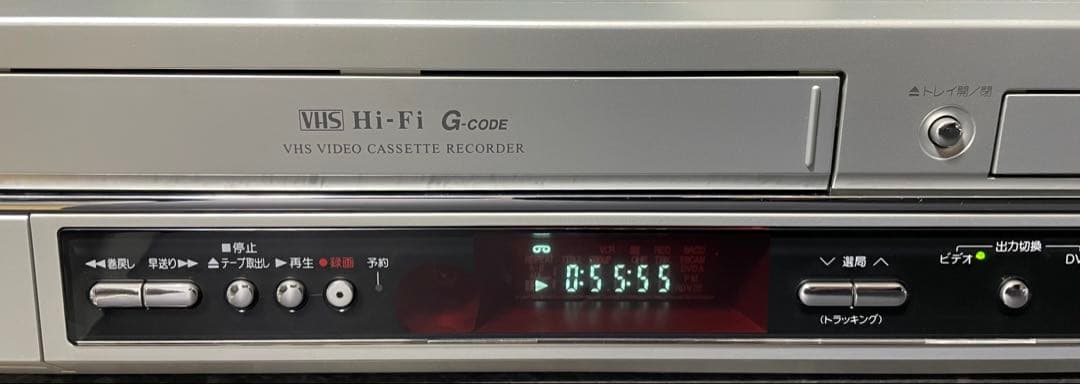 VHS Hi-Fi G-CODE
VHS VIDEO CASSETTE RECORDER
▲トレイ開/閉
■停止
◀◀巻戻し 早送り▶▶ ▲テープ取出し ▶再生 ●録画 予約
0:55:55
∨ 選局 ∧
(トラッキング)
出力切換
ビデオ DV